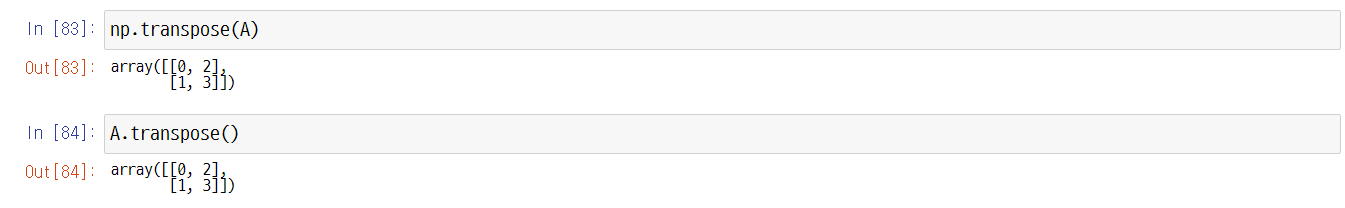 In [83]: np.transpose(A)
Out[83]: array([[0, 2],
       [1, 3]])
In [84]: A.transpose()
Out[84]: array([[0, 2],
       [1, 3]])